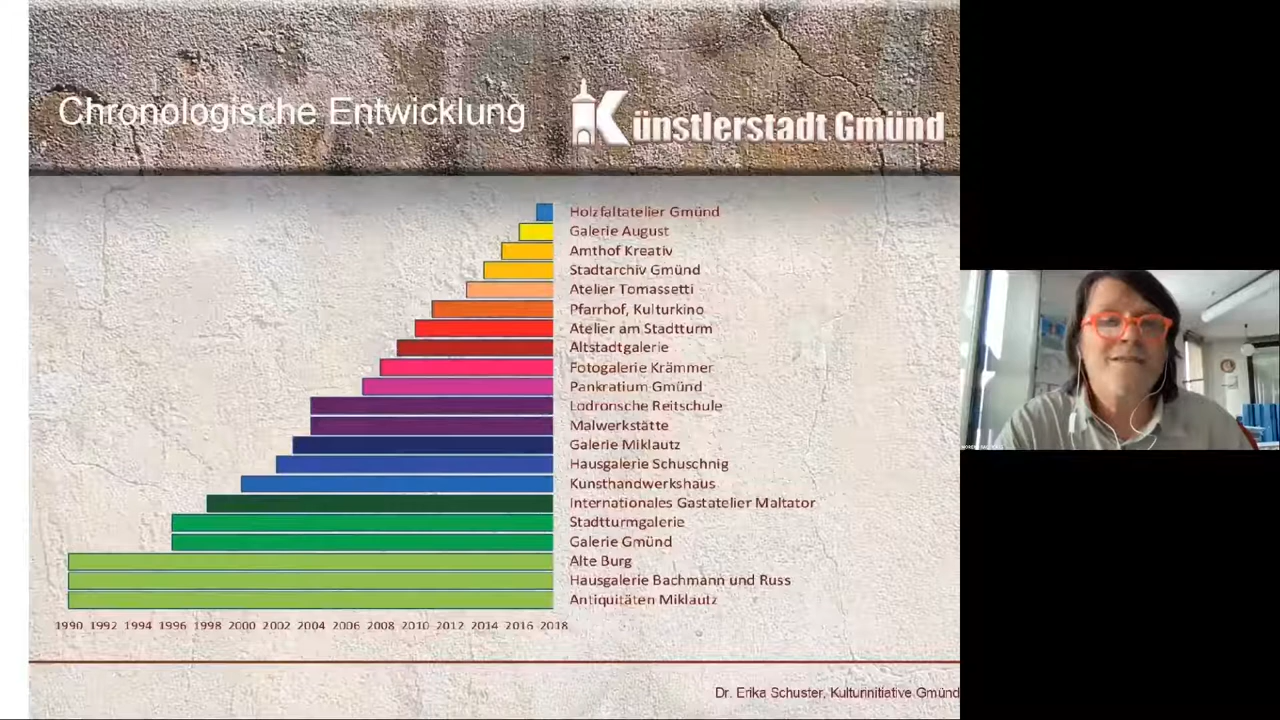 Chronologische Entwicklung
Künstlerstadt Gmünd
Holzfaltatelier Gmünd
Galerie August
Amthof Kreativ
Stadtarchiv Gmünd
Atelier Tomassetti
Pfarrhof, Kulturkino
Atelier am Stadtturm
Altstadtgalerie
Fotogalerie Krämmer
Pankratium Gmünd
Lodronsche Reitschule
Malwerkstätte
Galerie Miklautz
Hausgalerie Schuschnig
Kunsthandwerkshaus
Internationales Gastatelier Maltator
Stadtturmgalerie
Galerie Gmünd
Alte Burg
Hausgalerie Bachmann und Russ
Antiquitäten Miklautz
1990 1992 1994 1996 1998 2000 2002 2004 2006 2008 2010 2012 2014 2016 2018
Dr. Erika Schuster, Kulturinitiative Gmünd